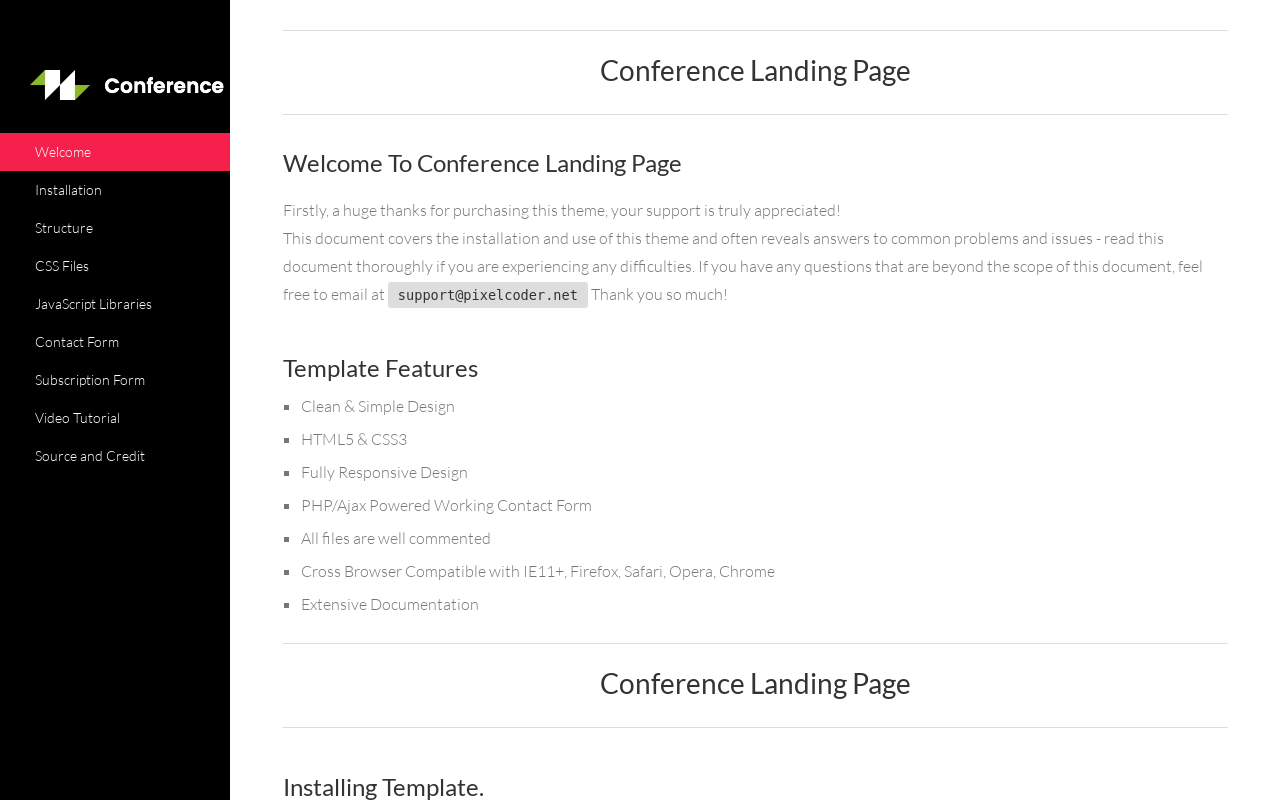 Conference
Welcome
Installation
Structure
CSS Files
JavaScript Libraries
Contact Form
Subscription Form
Video Tutorial
Source and Credit
Conference Landing Page
Welcome To Conference Landing Page
Firstly, a huge thanks for purchasing this theme, your support is truly appreciated!
This document covers the installation and use of this theme and often reveals answers to common problems and issues - read this
document thoroughly if you are experiencing any difficulties. If you have any questions that are beyond the scope of this document, feel
free to email at support@pixelcoder.net Thank you so much!
Template Features
Clean & Simple Design
HTML5 & CSS3
Fully Responsive Design
PHP/Ajax Powered Working Contact Form
All files are well commented
Cross Browser Compatible with IE11+, Firefox, Safari, Opera, Chrome
Extensive Documentation
Conference Landing Page
Installing Template.